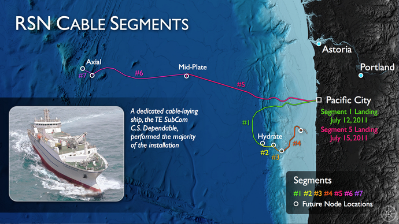 RSN CABLE SEGMENTS
Astoria
Axial
Mid-Plate
Portland
#7
#6
#5
Pacific City
Segment 1 Landing
July 12, 2011
Segment 5 Landing
July 15, 2011
A dedicated cable-laying
ship, the TE SubCom
C.S. Dependable,
performed the majority
of the installation
#1
Hydrate
#2
#3
#4
Segments
#1 #2 #3 #4 #5 #6 #7
Future Node Locations